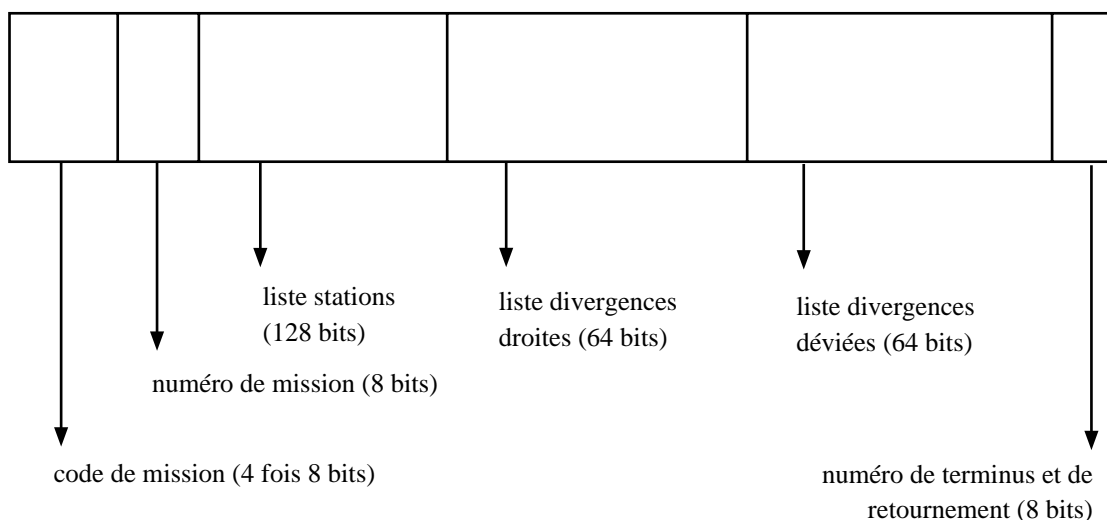 liste stations
(128 bits)
liste divergences
droites (64 bits)
liste divergences
déviées (64 bits)
numéro de mission (8 bits)
code de mission (4 fois 8 bits)
numéro de terminus et de
retournement (8 bits)